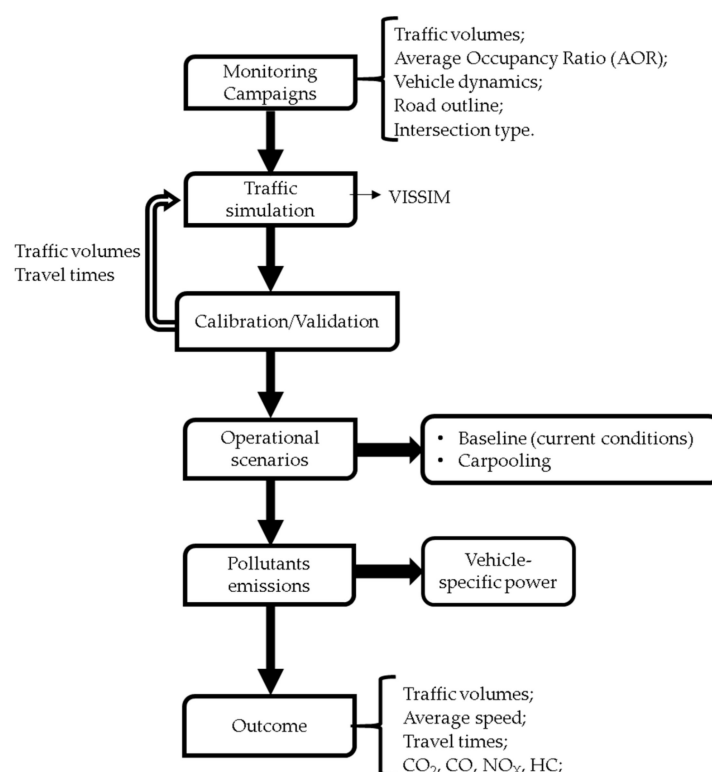 Monitoring
Campaigns
Traffic volumes;
Average Occupancy Ratio (AOR);
Vehicle dynamics;
Road outline;
Intersection type.
Traffic
simulation
VISSIM
Traffic volumes
Travel times
Calibration/Validation
Operational
scenarios
• Baseline (current conditions)
• Carpooling
Pollutants
emissions
Vehicle-
specific power
Outcome
Traffic volumes;
Average speed;
Travel times;
CO₂, CO, NOₓ, HC;